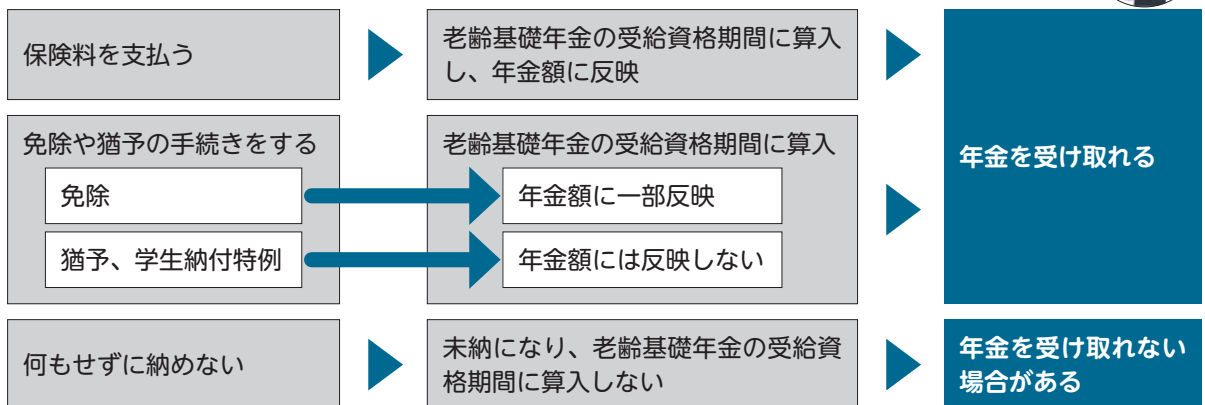 保険料を支払う
老齢基礎年金の受給資格期間に算入
し、年金額に反映
免除や猶予の手続きをする
老齢基礎年金の受給資格期間に算入
免除
年金額に一部反映
猶予、学生納付特例
年金額には反映しない
年金を受け取れる
何もせずに納めない
未納になり、老齢基礎年金の受給資
格期間に算入しない
年金を受け取れない
場合がある